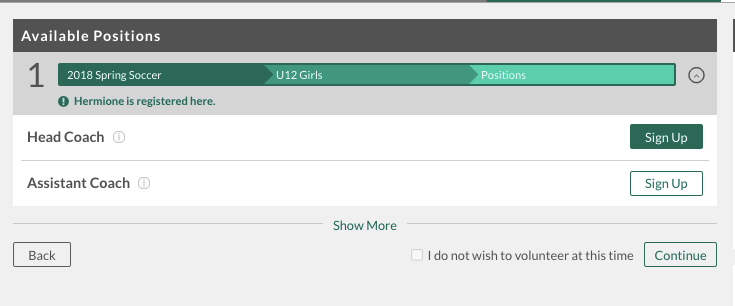 Available Positions
1 2018 Spring Soccer U12 Girls Positions
Hermione is registered here.
Head Coach Sign Up
Assistant Coach Sign Up
Show More
Back I do not wish to volunteer at this time Continue